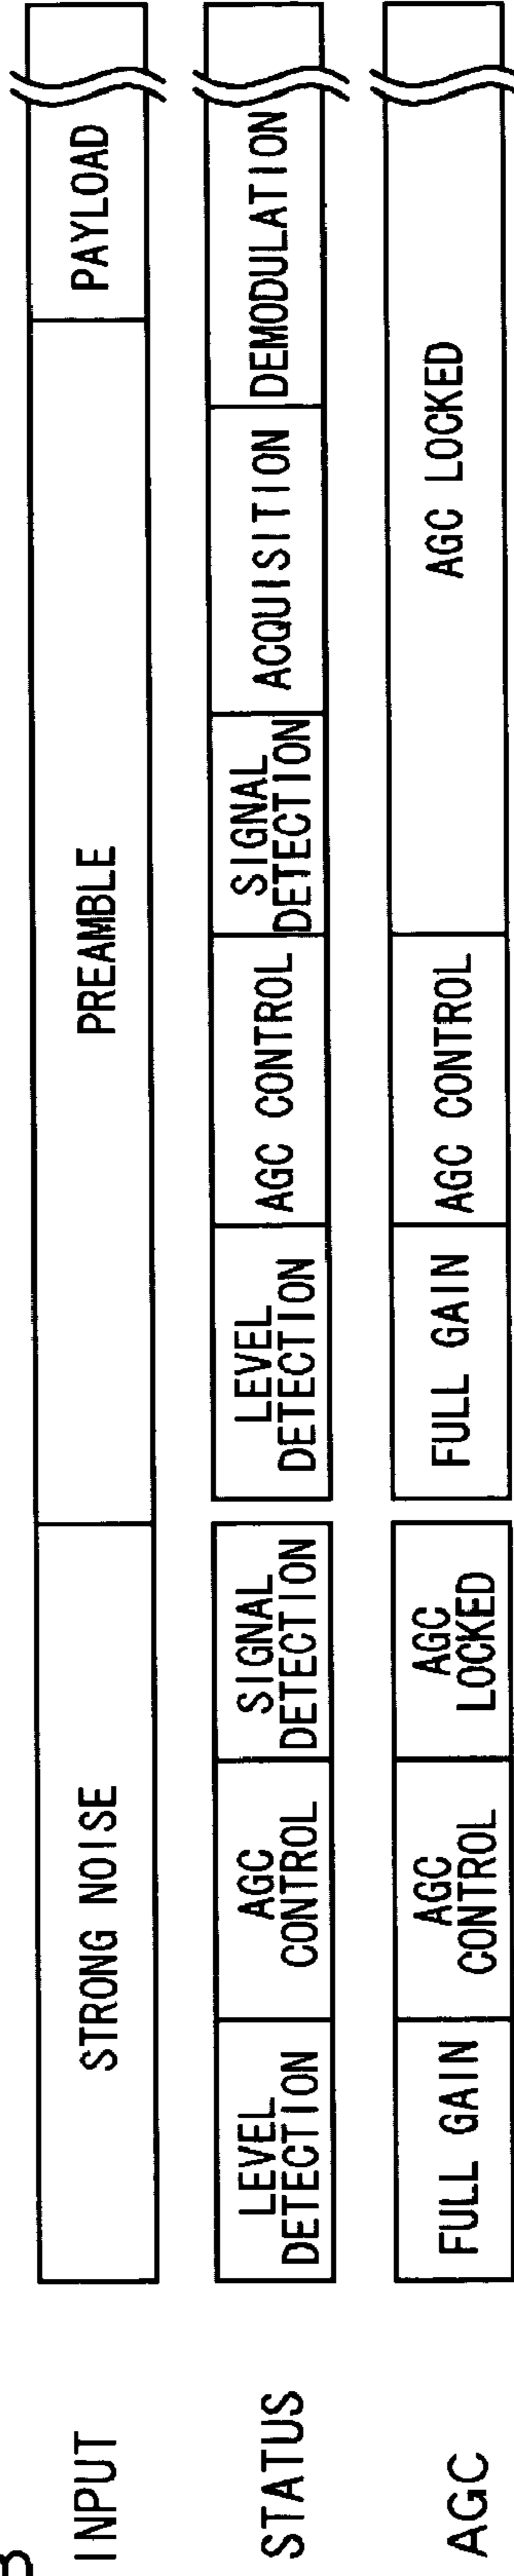 INPUT
STRONG NOISE
PREAMBLE
PAYLOAD
STATUS
LEVEL
DETECTION
AGC
CONTROL
SIGNAL
DETECTION
LEVEL
DETECTION
AGC CONTROL
SIGNAL
DETECTION
ACQUISITION
DEMODULATION
AGC
FULL GAIN
AGC
CONTROL
AGC
LOCKED
FULL GAIN
AGC CONTROL
AGC LOCKED